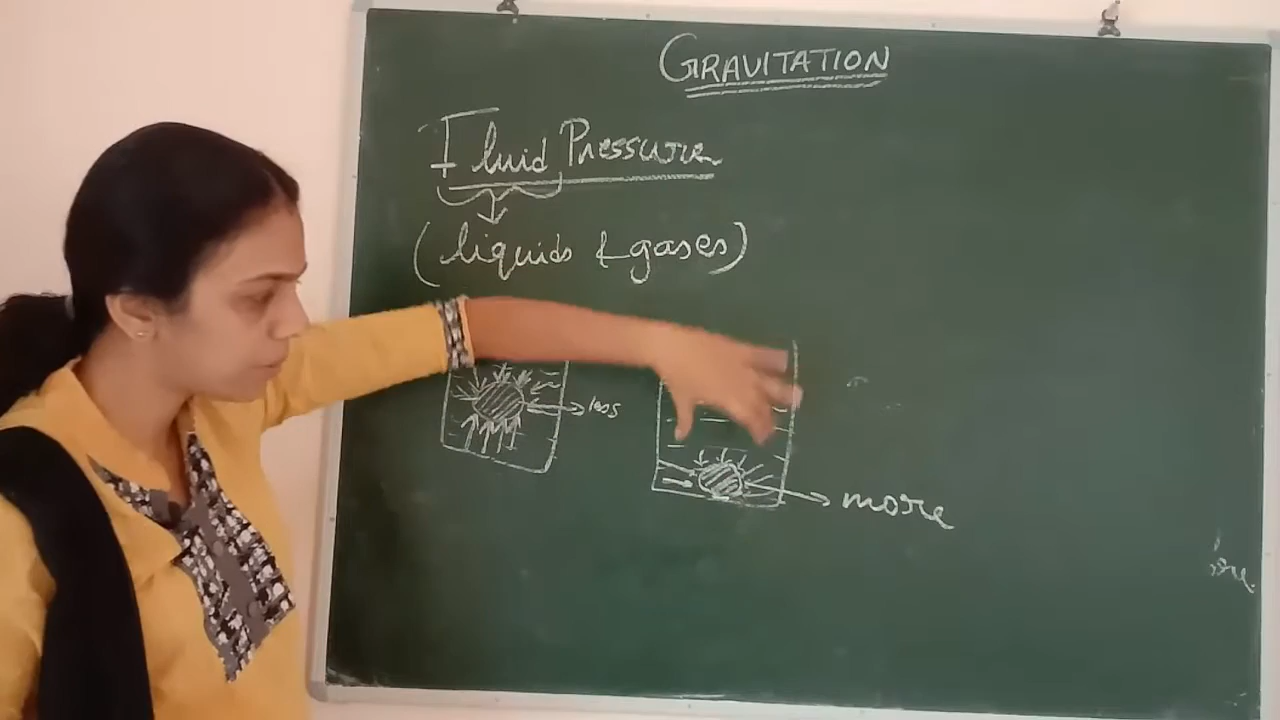 GRAVITATION
Fluid Pressure
(liquids & gases)
less
more